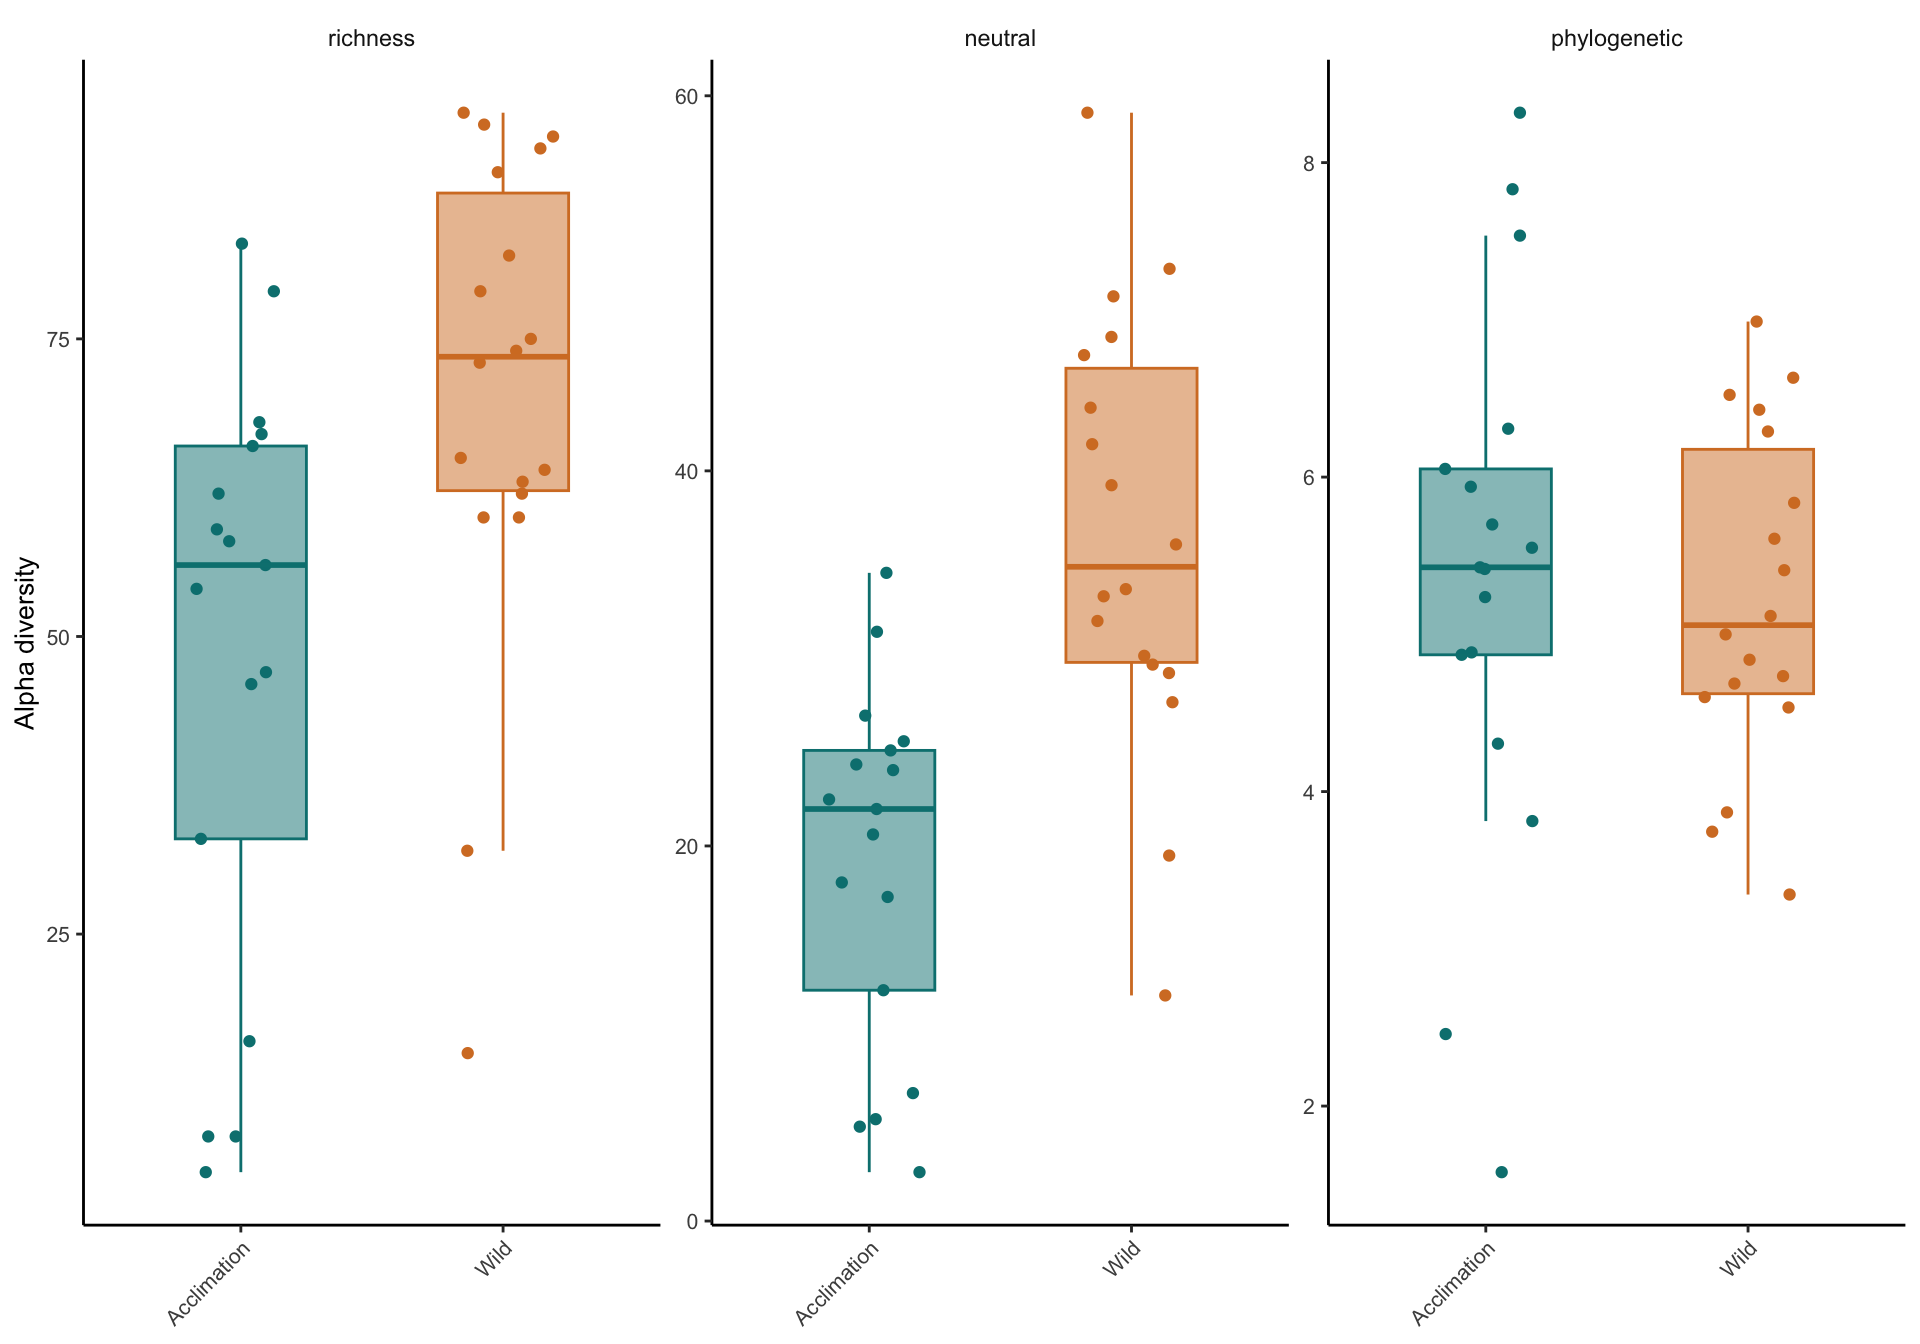 richness
neutral
phylogenetic
Alpha diversity
75
50
25
60
40
20
0
8
6
4
2
Acclimation
Wild
Acclimation
Wild
Acclimation
Wild